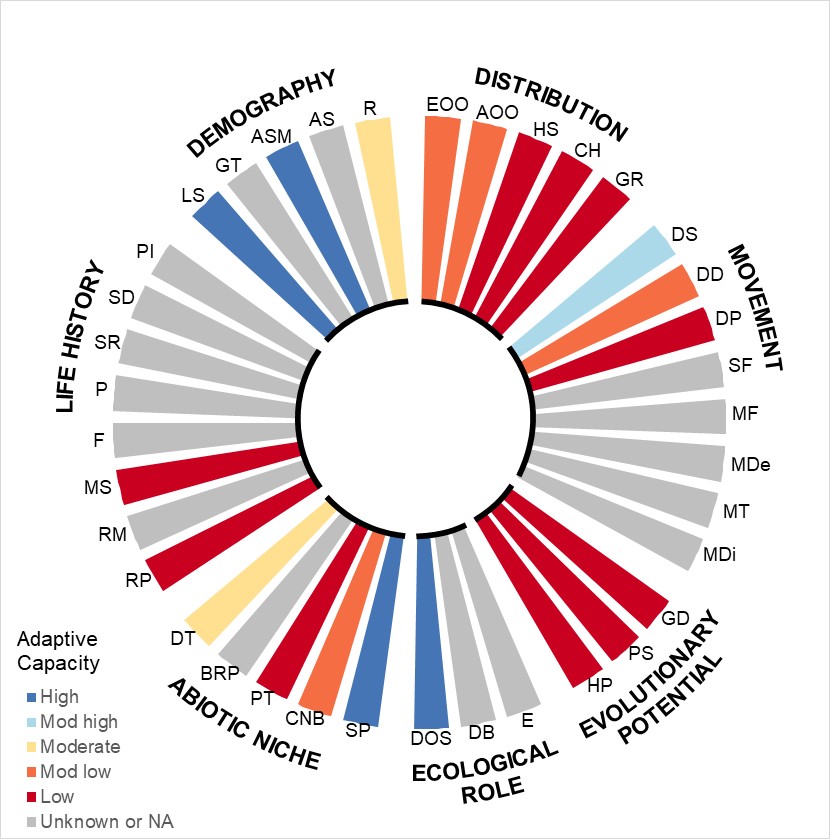 DISTRIBUTION
EOO
AOO
HS
CH
GR
MOVEMENT
DS
DD
DP
SF
MF
MDe
MT
MDi
EVOLUTIONARY
POTENTIAL
GD
PS
HP
ECOLOGICAL
ROLE
E
DB
DOS
ABIOTIC NICHE
SP
CNB
PT
BRP
DT
LIFE HISTORY
RP
RM
MS
F
P
SR
SD
PI
DEMOGRAPHY
LS
GT
ASM
AS
R
Adaptive
Capacity
High
Mod high
Moderate
Mod low
Low
Unknown or NA